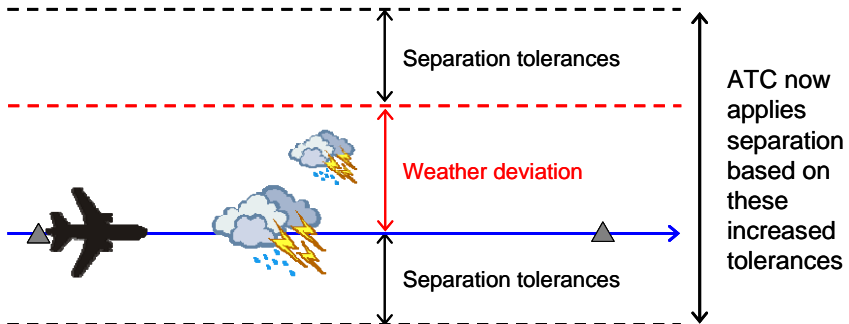 Separation tolerances
Weather deviation
Separation tolerances
ATC now
applies
separation
based on
these
increased
tolerances